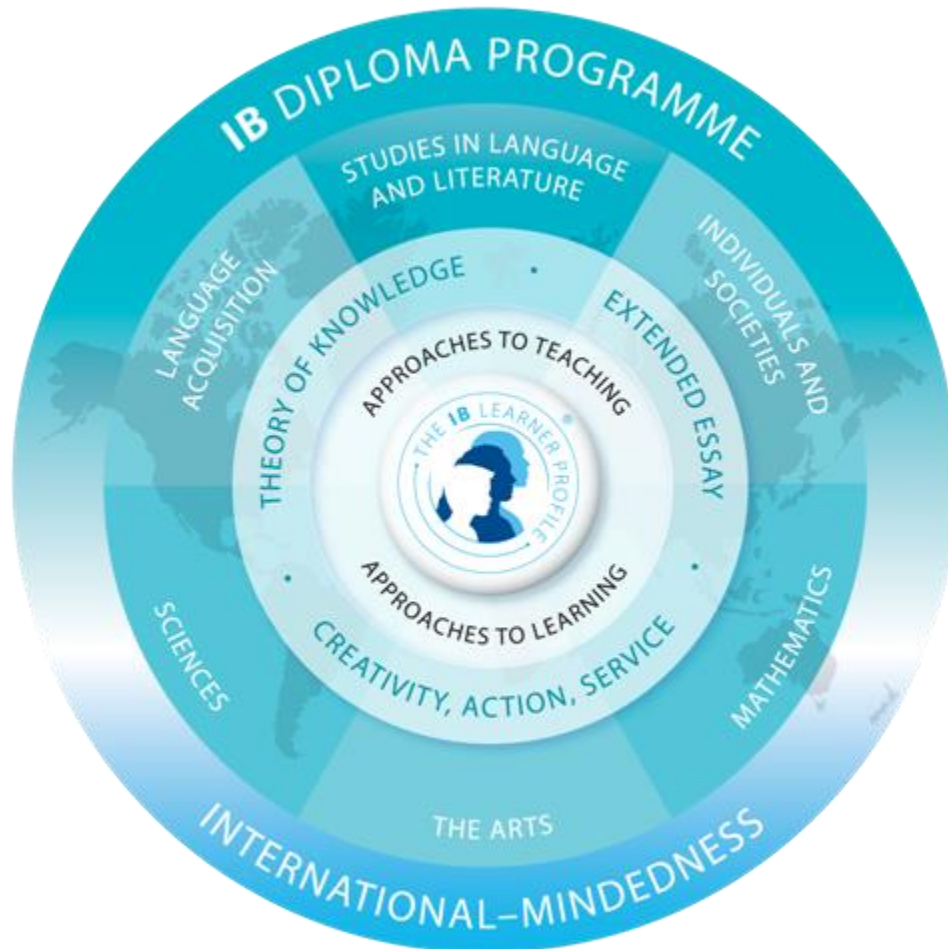 IB DIPLOMA PROGRAMME
STUDIES IN LANGUAGE
AND LITERATURE
LANGUAGE
ACQUISITION
INDIVIDUALS AND
SOCIETIES
THEORY OF KNOWLEDGE
EXTENDED ESSAY
APPROACHES TO TEACHING
THE IB LEARNER PROFILE®
APPROACHES TO LEARNING
CREATIVITY, ACTION, SERVICE
SCIENCES
MATHEMATICS
THE ARTS
INTERNATIONAL–MINDEDNESS